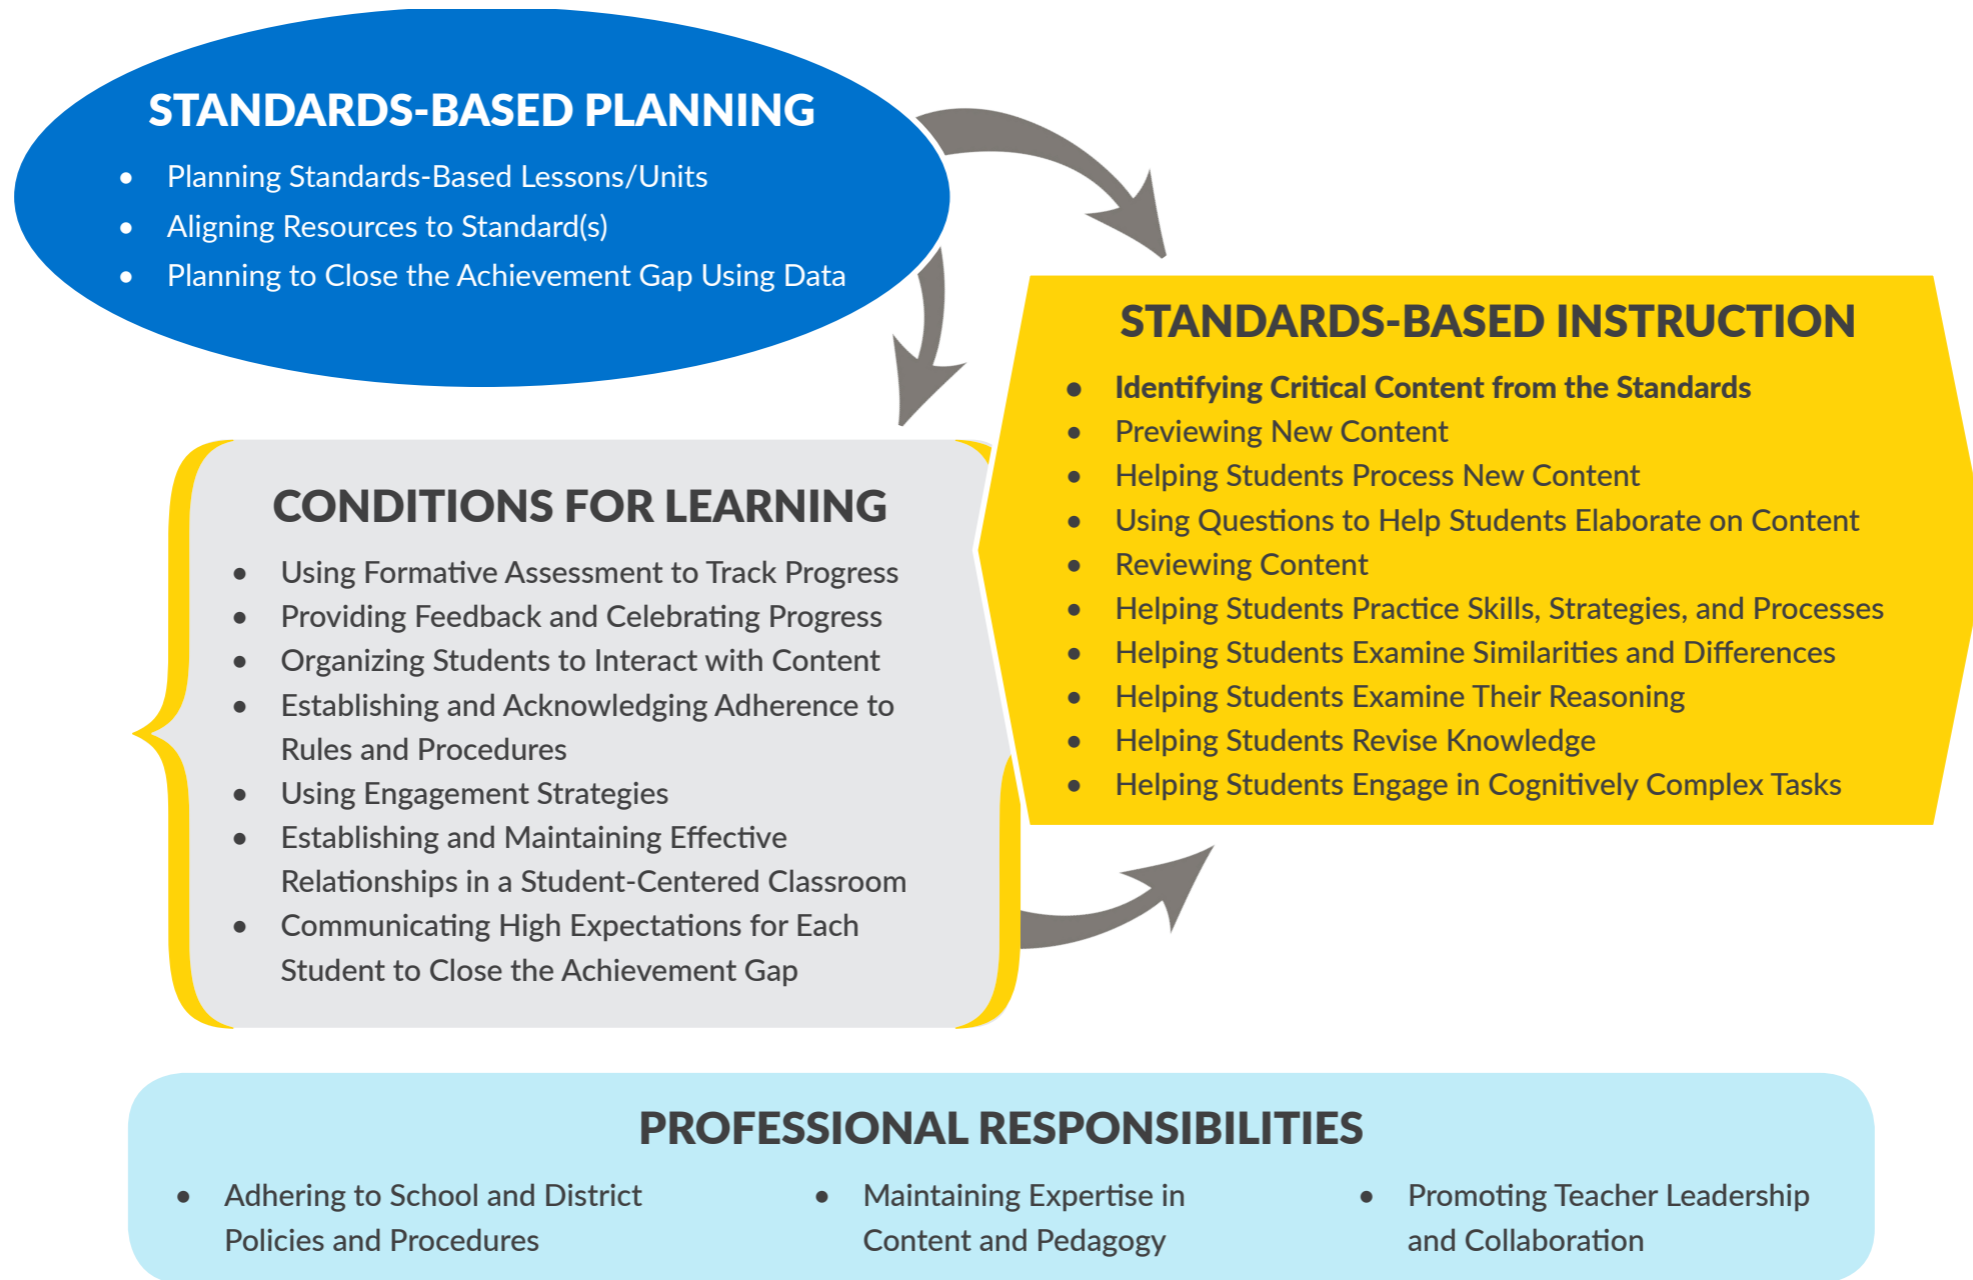 STANDARDS-BASED PLANNING
• Planning Standards-Based Lessons/Units
• Aligning Resources to Standard(s)
• Planning to Close the Achievement Gap Using Data
STANDARDS-BASED INSTRUCTION
• Identifying Critical Content from the Standards
• Previewing New Content
• Helping Students Process New Content
• Using Questions to Help Students Elaborate on Content
• Reviewing Content
• Helping Students Practice Skills, Strategies, and Processes
• Helping Students Examine Similarities and Differences
• Helping Students Examine Their Reasoning
• Helping Students Revise Knowledge
• Helping Students Engage in Cognitively Complex Tasks
CONDITIONS FOR LEARNING
• Using Formative Assessment to Track Progress
• Providing Feedback and Celebrating Progress
• Organizing Students to Interact with Content
• Establishing and Acknowledging Adherence to
Rules and Procedures
• Using Engagement Strategies
• Establishing and Maintaining Effective
Relationships in a Student-Centered Classroom
• Communicating High Expectations for Each
Student to Close the Achievement Gap
PROFESSIONAL RESPONSIBILITIES
• Adhering to School and District
Policies and Procedures
• Maintaining Expertise in
Content and Pedagogy
• Promoting Teacher Leadership
and Collaboration